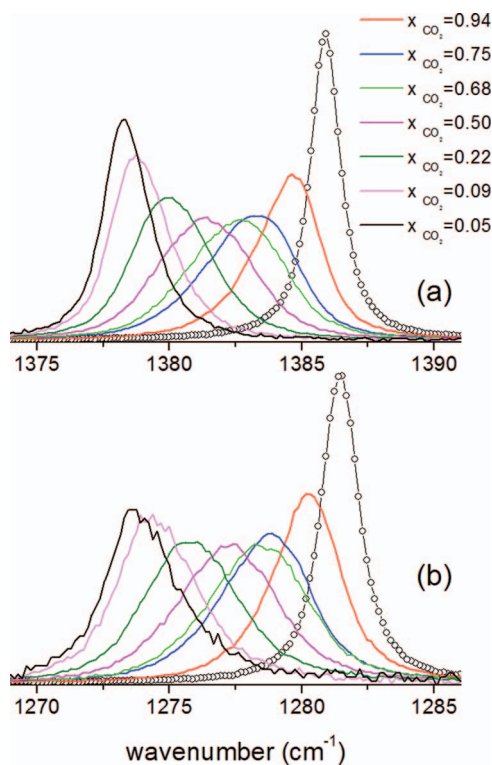 x CO₂=0.94
x CO₂=0.75
x CO₂=0.68
x CO₂=0.50
x CO₂=0.22
x CO₂=0.09
x CO₂=0.05
(a)
1375 1380 1385 1390
(b)
1270 1275 1280 1285
wavenumber (cm⁻¹)